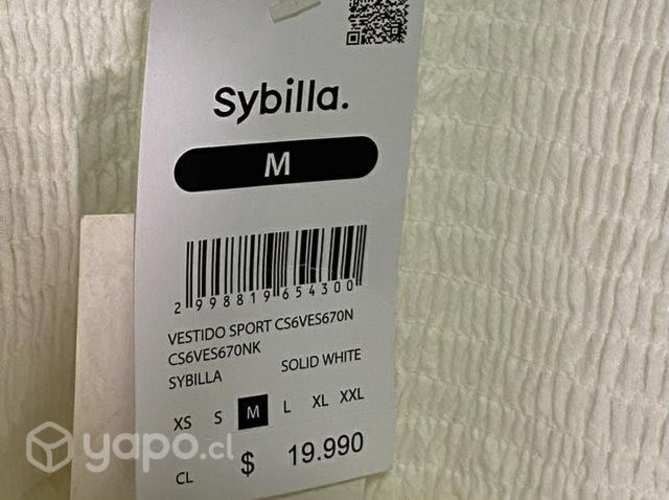 Sybilla.
M
2 998819 654300
VESTIDO SPORT CS6VES670N
CS6VES670NK
SYBILLA SOLID WHITE
XS S M L XL XXL
CL $ 19.990
yapo.cl